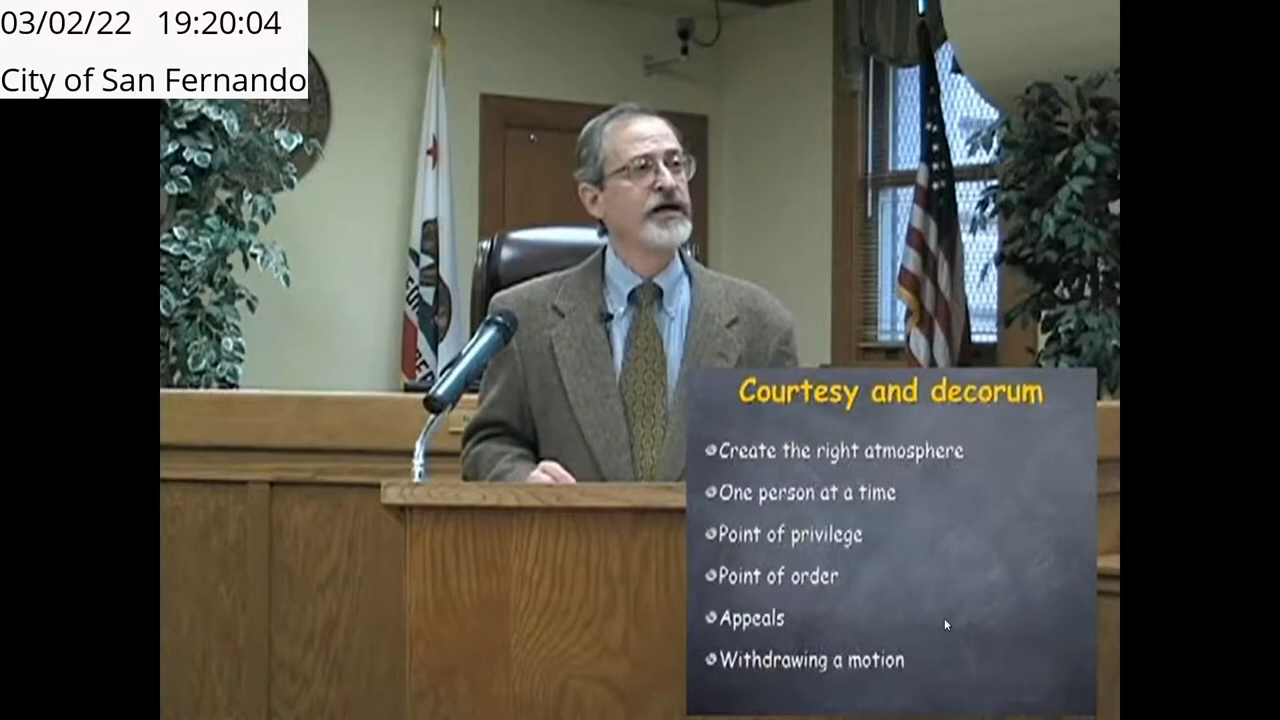 03/02/22 19:20:04
City of San Fernando
Courtesy and decorum
Create the right atmosphere
One person at a time
Point of privilege
Point of order
Appeals
Withdrawing a motion